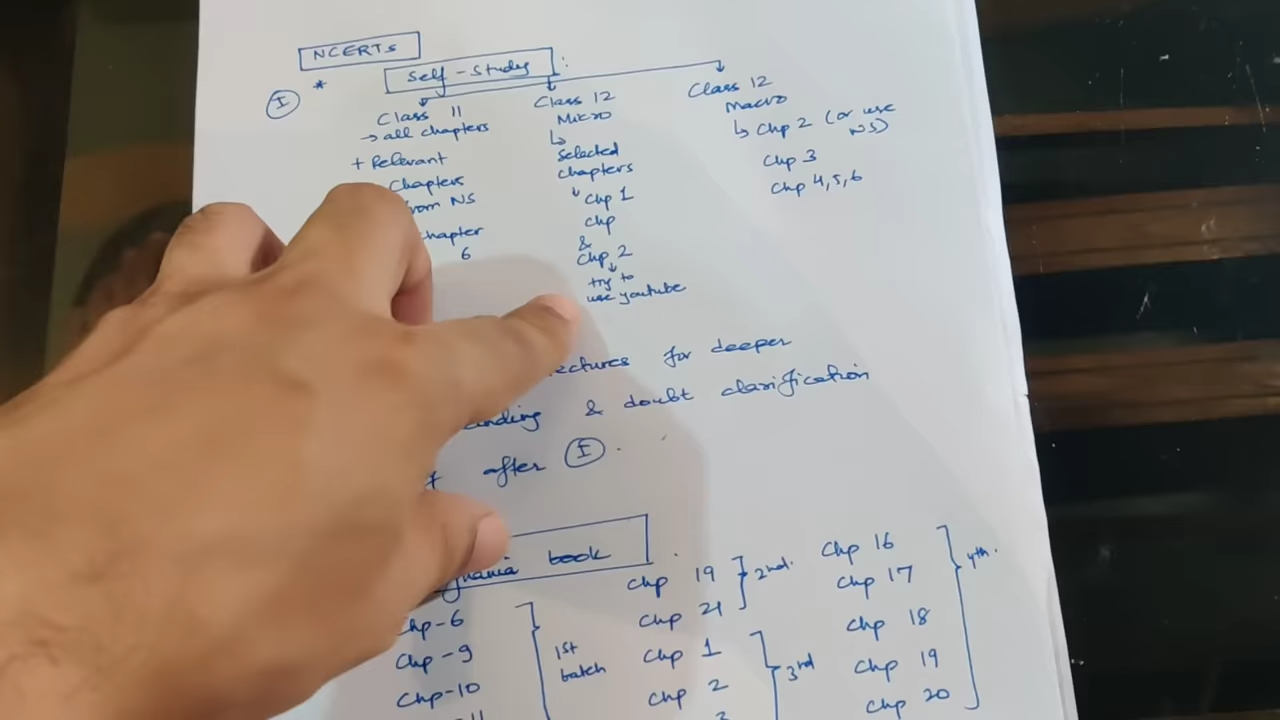 NCERTs
* Self-Study :
I
Class 11
→ all chapters
+ Relevant
Chapters
from NS
chapter
6
Class 12
Micro
↳
Selected
chapters
↓ Chp 1
chp
&
Chp 2
↓
try to
use youtube
Class 12
Macro
↳ Chp 2 (or use
NS)
Chp 3
Chp 4,5,6
ectures for deeper
anding & doubt clarification
after I.
book
Chp-6
Chp-9
Chp-10
11
1st
batch
Chp 19
Chp 21
2nd.
Chp 1
Chp 2
3
3rd
Chp 16
Chp 17
Chp 18
Chp 19
Chp 20
4th.